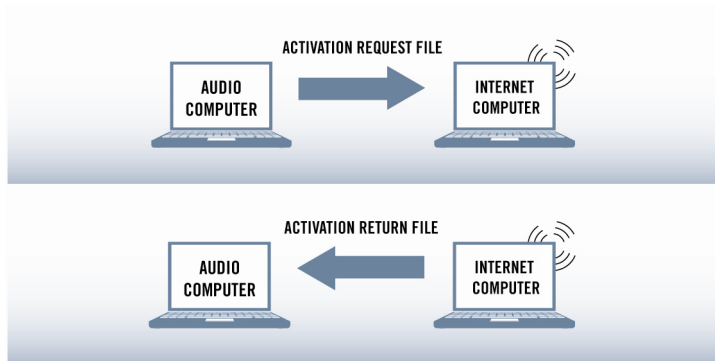 ACTIVATION REQUEST FILE
AUDIO
COMPUTER
INTERNET
COMPUTER
ACTIVATION RETURN FILE
AUDIO
COMPUTER
INTERNET
COMPUTER